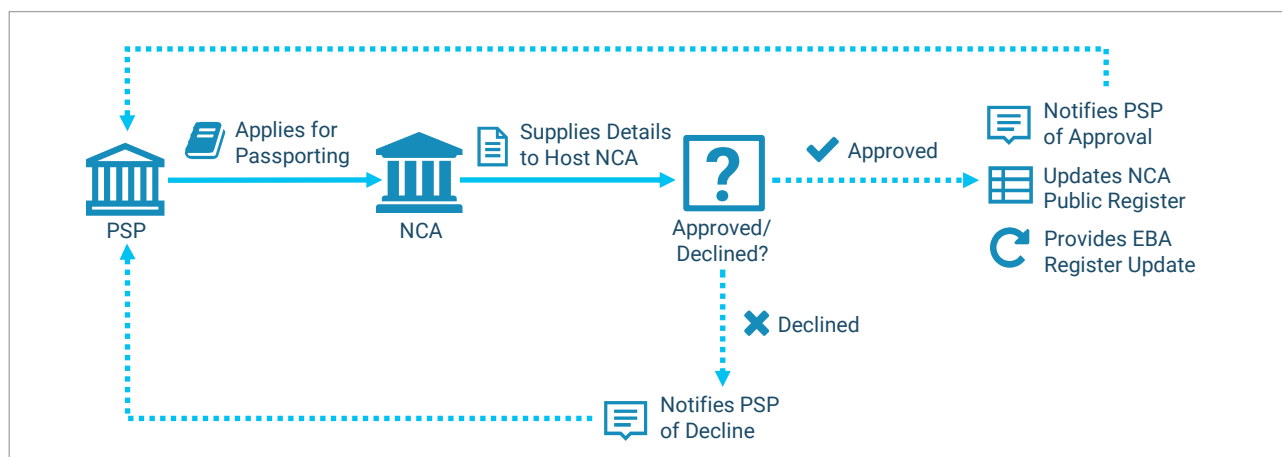 Applies for
Passporting
Supplies Details
to Host NCA
Approved
Notifies PSP
of Approval
Updates NCA
Public Register
Provides EBA
Register Update
PSP
NCA
?
Approved/
Declined?
Declined
Notifies PSP
of Decline